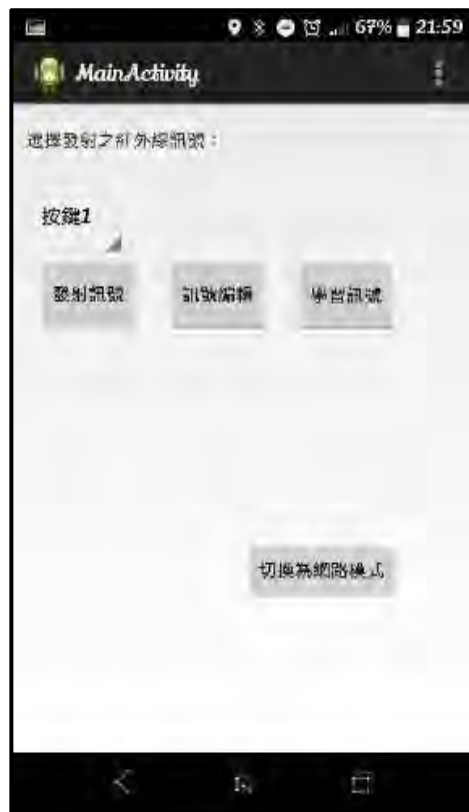 67% 21:59
MainActivity
選擇發射之紅外線訊號：
按鍵1
發射訊號 訊號編輯 學習訊號
切換為網路模式